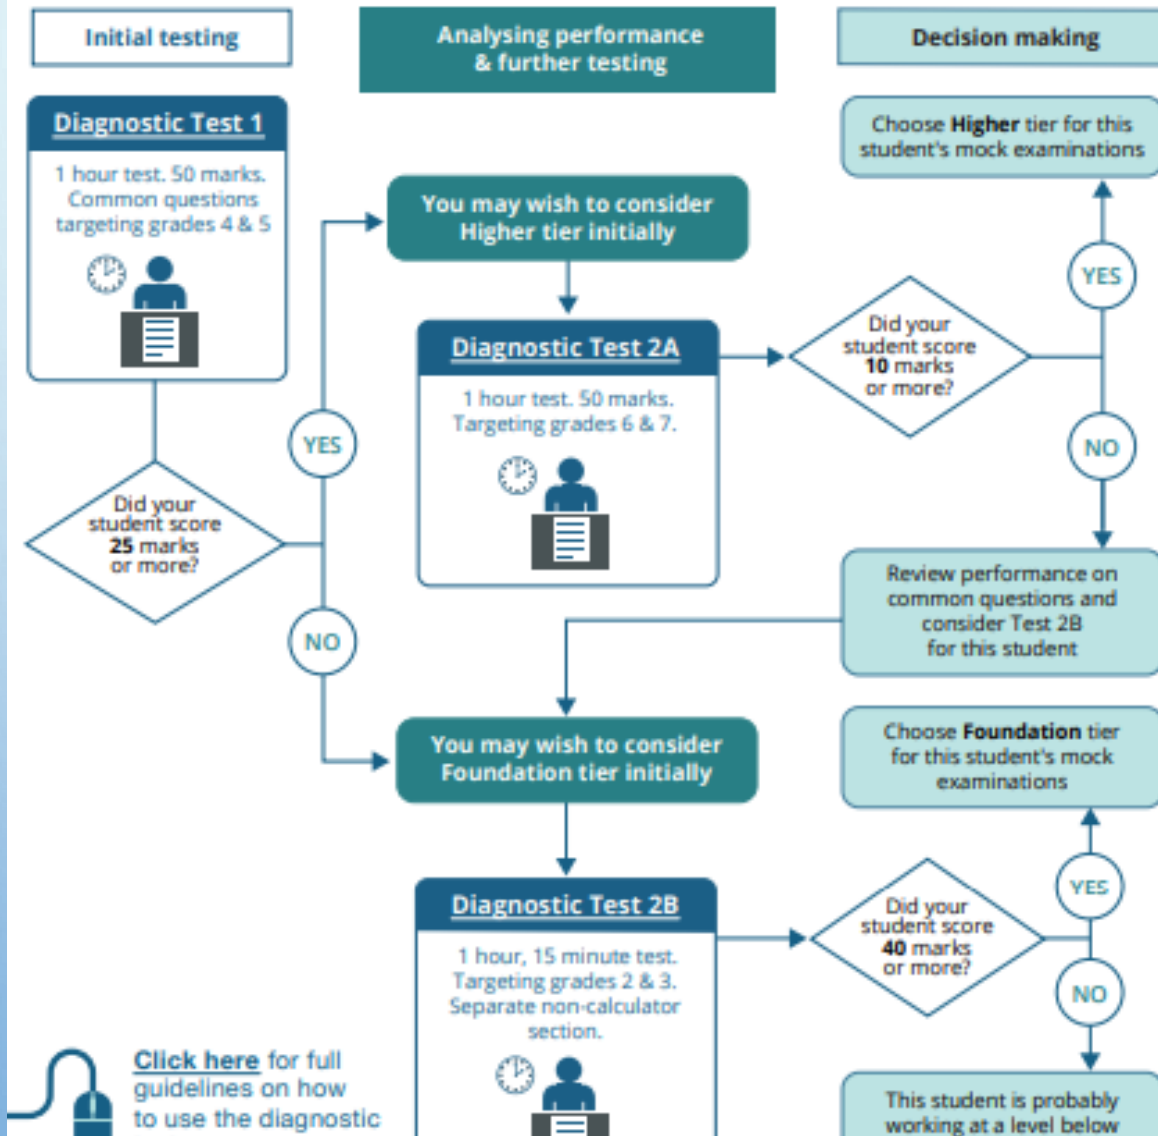 Initial testing
Analysing performance
& further testing
Decision making
Diagnostic Test 1
1 hour test. 50 marks.
Common questions
targeting grades 4 & 5
Did your
student score
25 marks
or more?
YES
NO
You may wish to consider
Higher tier initially
Diagnostic Test 2A
1 hour test. 50 marks.
Targeting grades 6 & 7.
Did your
student score
10 marks
or more?
YES
NO
Choose Higher tier for this
student's mock examinations
Review performance on
common questions and
consider Test 2B
for this student
You may wish to consider
Foundation tier initially
Diagnostic Test 2B
1 hour, 15 minute test.
Targeting grades 2 & 3.
Separate non-calculator
section.
Did your
student score
40 marks
or more?
YES
NO
Choose Foundation tier
for this student's mock
examinations
This student is probably
working at a level below
Click here for full
guidelines on how
to use the diagnostic